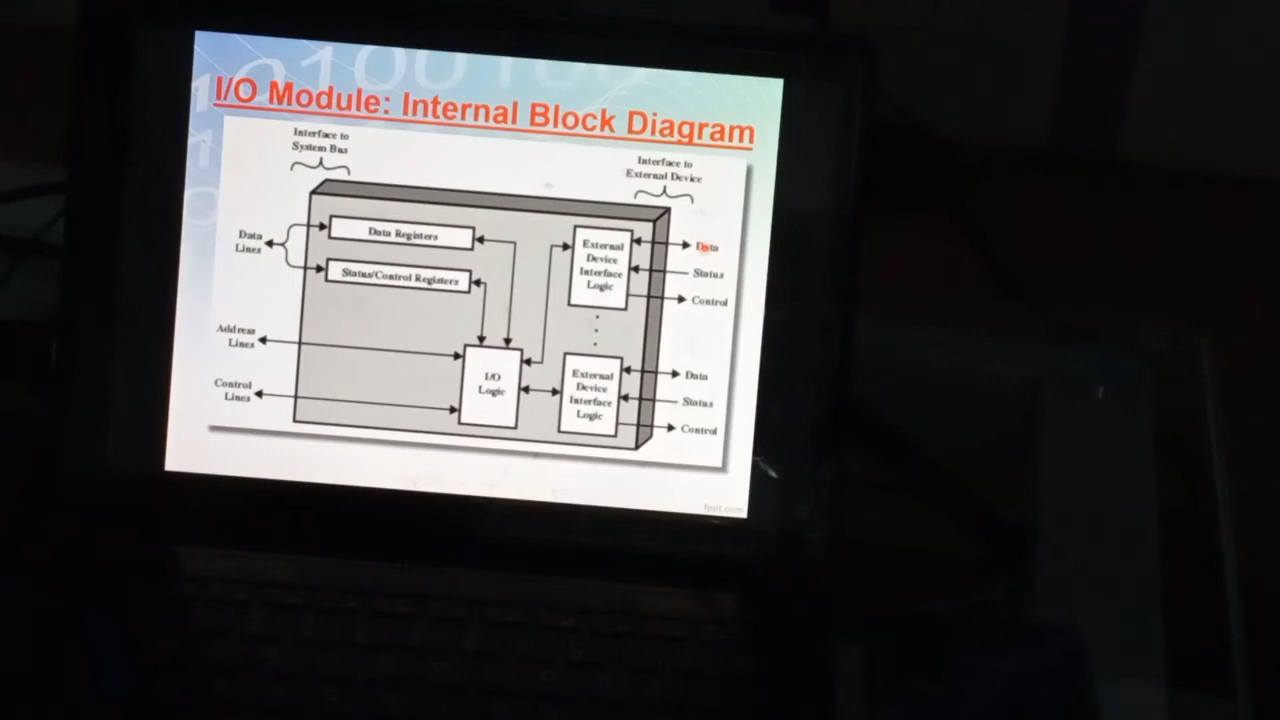 I/O Module: Internal Block Diagram
Interface to
System Bus
Interface to
External Device
Data
Lines
Data Registers
Status/Control Registers
External
Device
Interface
Logic
Data
Status
Control
Address
Lines
Control
Lines
I/O
Logic
External
Device
Interface
Logic
Data
Status
Control
fppt.com